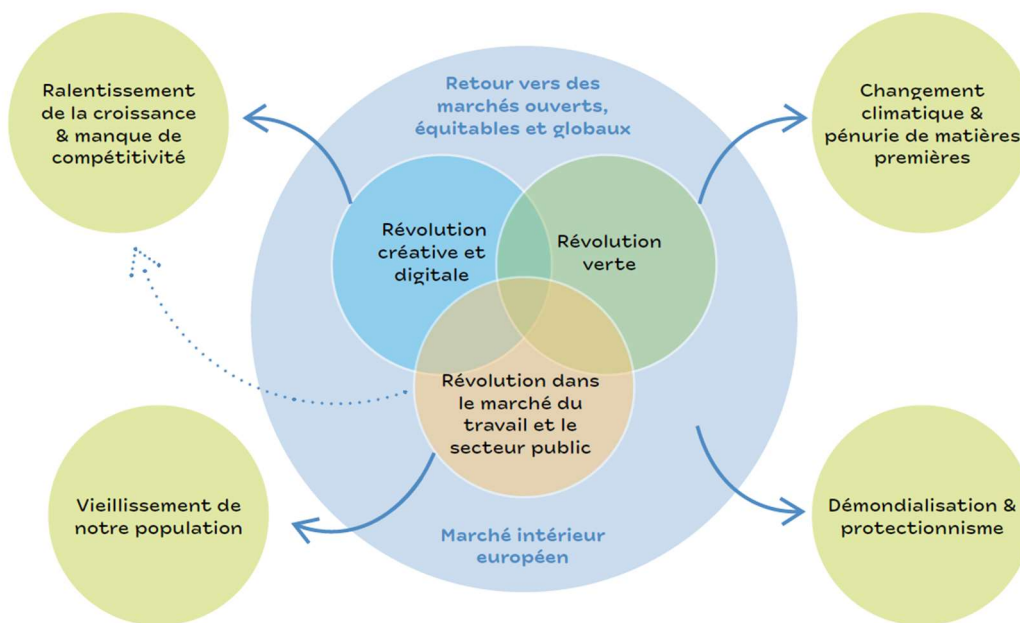 Ralentissement
de la croissance
& manque de
compétitivité
Retour vers des
marchés ouverts,
équitables et globaux
Changement
climatique &
pénurie de matières
premières
Révolution
créative et
digitale
Révolution
verte
Révolution dans
le marché du
travail et le
secteur public
Vieillissement de
notre population
Marché intérieur
européen
Démondialisation &
protectionnisme